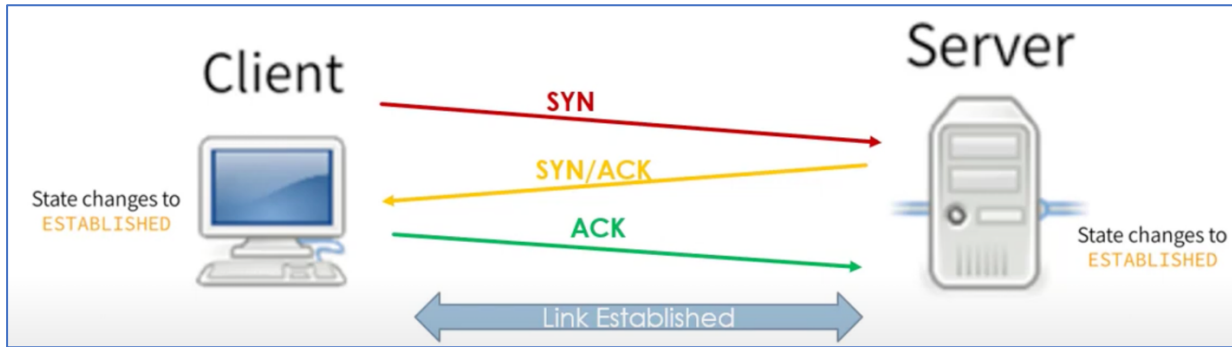 Client
Server
SYN
SYN/ACK
State changes to
ESTABLISHED
ACK
State changes to
ESTABLISHED
Link Established